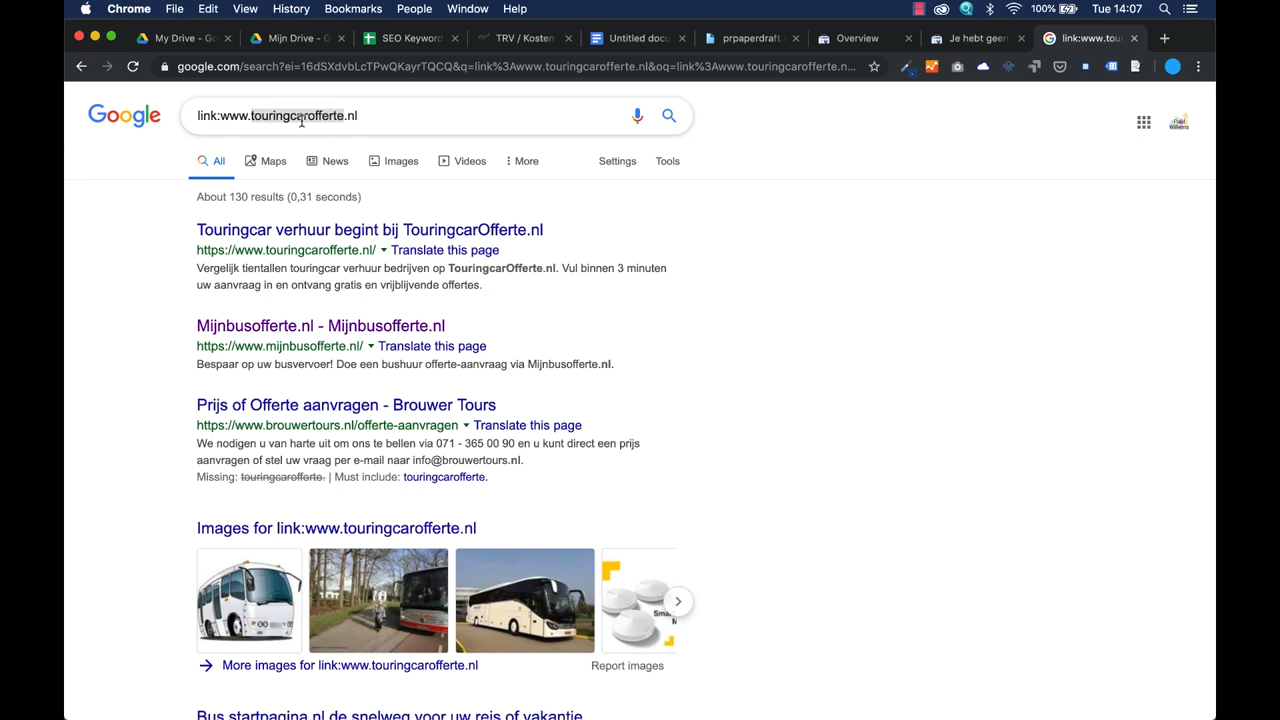 Chrome File Edit View History Bookmarks People Window Help 100% Tue 14:07
My Drive - Go Mijn Drive - G SEO Keyword TRV / Kosten Untitled docu prpaperdraft. Overview Je hebt geen link:www.tour
google.com/search?ei=16dSXdvbLcTPwQKayrTQCQ&q=link%3Awww.touringcarofferte.nl&oq=link%3Awww.touringcarofferte.n...
Google link:www.touringcarofferte.nl
All Maps News Images Videos More Settings Tools
About 130 results (0,31 seconds)
Touringcar verhuur begint bij TouringcarOfferte.nl
https://www.touringcarofferte.nl/ Translate this page
Vergelijk tientallen touringcar verhuur bedrijven op TouringcarOfferte.nl. Vul binnen 3 minuten
uw aanvraag in en ontvang gratis en vrijblijvende offertes.
Mijnbusofferte.nl - Mijnbusofferte.nl
https://www.mijnbusofferte.nl/ Translate this page
Bespaar op uw busvervoer! Doe een bushuur offerte-aanvraag via Mijnbusofferte.nl.
Prijs of Offerte aanvragen - Brouwer Tours
https://www.brouwertours.nl/offerte-aanvragen Translate this page
We nodigen u van harte uit om ons te bellen via 071 - 365 00 90 en u kunt direct een prijs
aanvragen of stel uw vraag per e-mail naar info@brouwertours.nl.
Missing: touringcarofferte. | Must include: touringcarofferte.
Images for link:www.touringcarofferte.nl
More images for link:www.touringcarofferte.nl Report images
Bus startpagina.nl de snelweg voor uw reis of vakantie